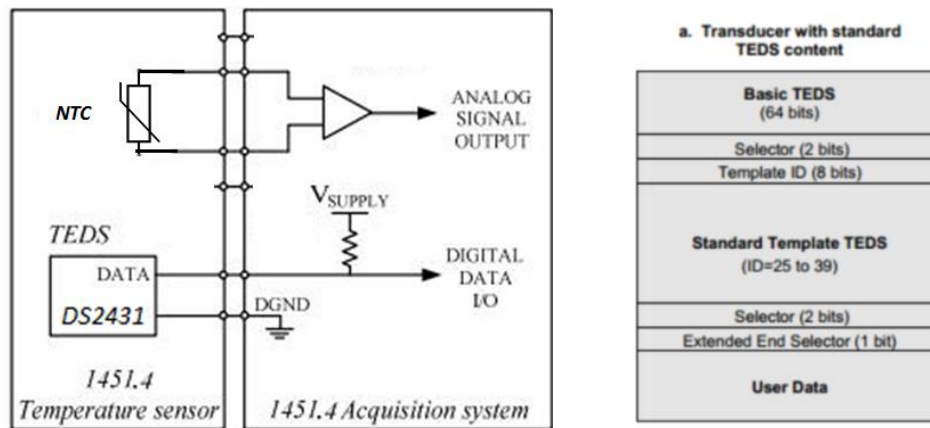 NTC
ANALOG
SIGNAL
OUTPUT
V_SUPPLY
TEDS
DATA
DS2431
DIGITAL
DATA
I/O
DGND
1451.4
Temperature sensor
1451.4 Acquisition system
a. Transducer with standard
TEDS content
Basic TEDS
(64 bits)
Selector (2 bits)
Template ID (8 bits)
Standard Template TEDS
(ID=25 to 39)
Selector (2 bits)
Extended End Selector (1 bit)
User Data